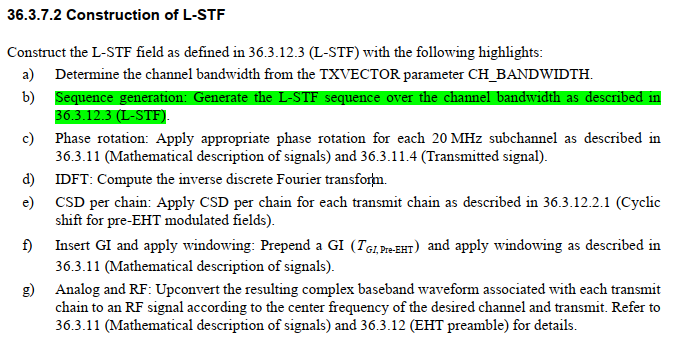 36.3.7.2 Construction of L-STF
Construct the L-STF field as defined in 36.3.12.3 (L-STF) with the following highlights:
a) Determine the channel bandwidth from the TXVECTOR parameter CH_BANDWIDTH.
b) Sequence generation: Generate the L-STF sequence over the channel bandwidth as described in
36.3.12.3 (L-STF).
c) Phase rotation: Apply appropriate phase rotation for each 20 MHz subchannel as described in
36.3.11 (Mathematical description of signals) and 36.3.11.4 (Transmitted signal).
d) IDFT: Compute the inverse discrete Fourier transform.
e) CSD per chain: Apply CSD per chain for each transmit chain as described in 36.3.12.2.1 (Cyclic
shift for pre-EHT modulated fields).
f) Insert GI and apply windowing: Prepend a GI (TGI,Pre-EHT) and apply windowing as described in
36.3.11 (Mathematical description of signals).
g) Analog and RF: Upconvert the resulting complex baseband waveform associated with each transmit
chain to an RF signal according to the center frequency of the desired channel and transmit. Refer to
36.3.11 (Mathematical description of signals) and 36.3.12 (EHT preamble) for details.